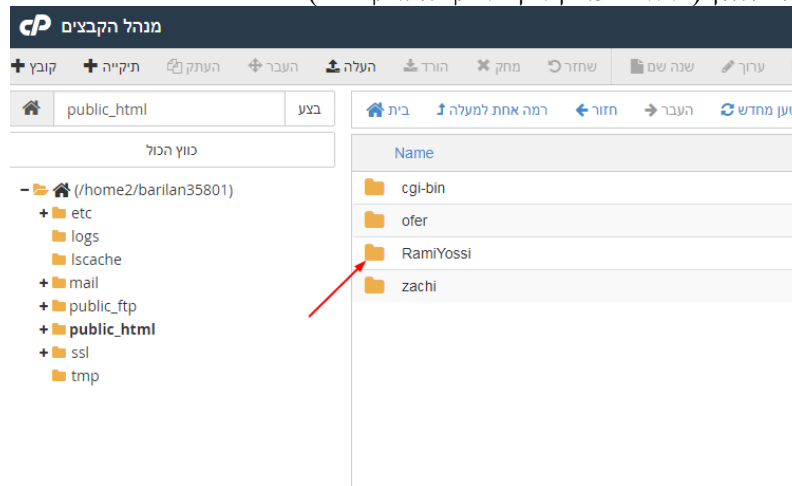 cP מנהל הקבצים
קובץ תיקייה העתק העבר העלה הורד מחק שחזר שנה שם ערוך
public_html בצע בית רמה אחת למעלה חזור העבר טען מחדש
כווץ הכול
Name
(/home2/barilan35801)
cgi-bin
etc
ofer
logs
RamiYossi
lscache
zachi
mail
public_ftp
public_html
ssl
tmp